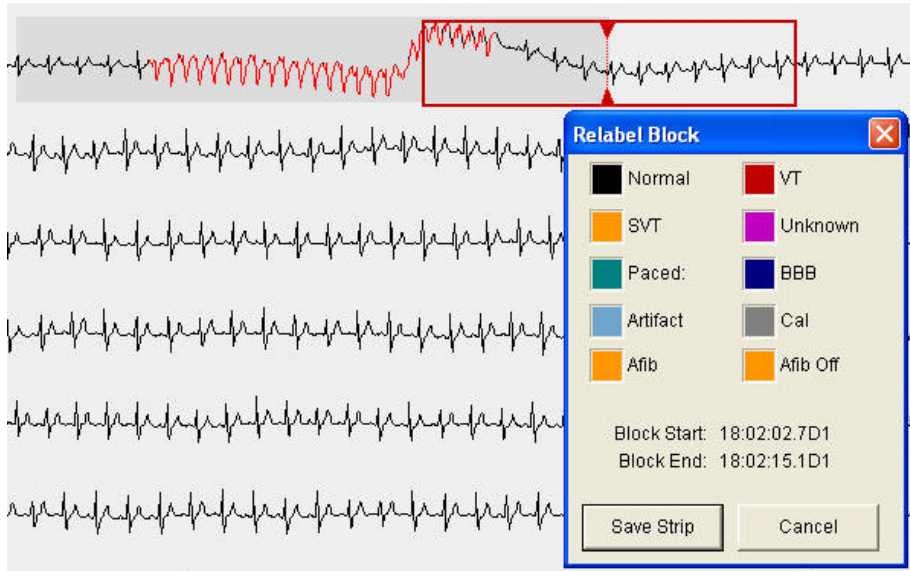 Relabel Block
Normal VT
SVT Unknown
Paced: BBB
Artifact Cal
Afib Afib Off
Block Start: 18:02:02.7D1
Block End: 18:02:15.1D1
Save Strip Cancel